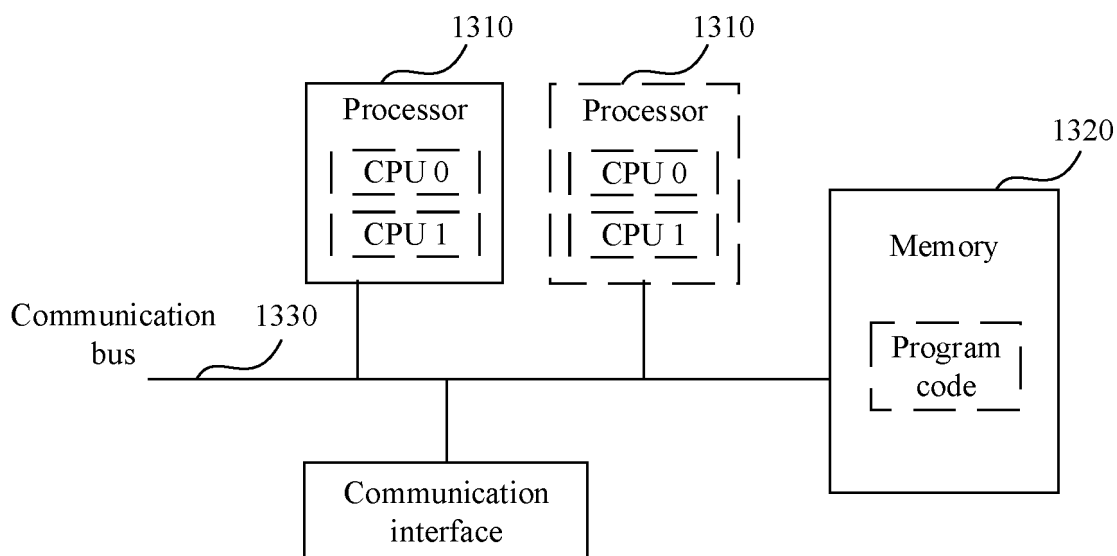 1310
1310
Processor
Processor
1320
CPU 0
CPU 0
CPU 1
CPU 1
Memory
Communication
bus
1330
Program
code
Communication
interface